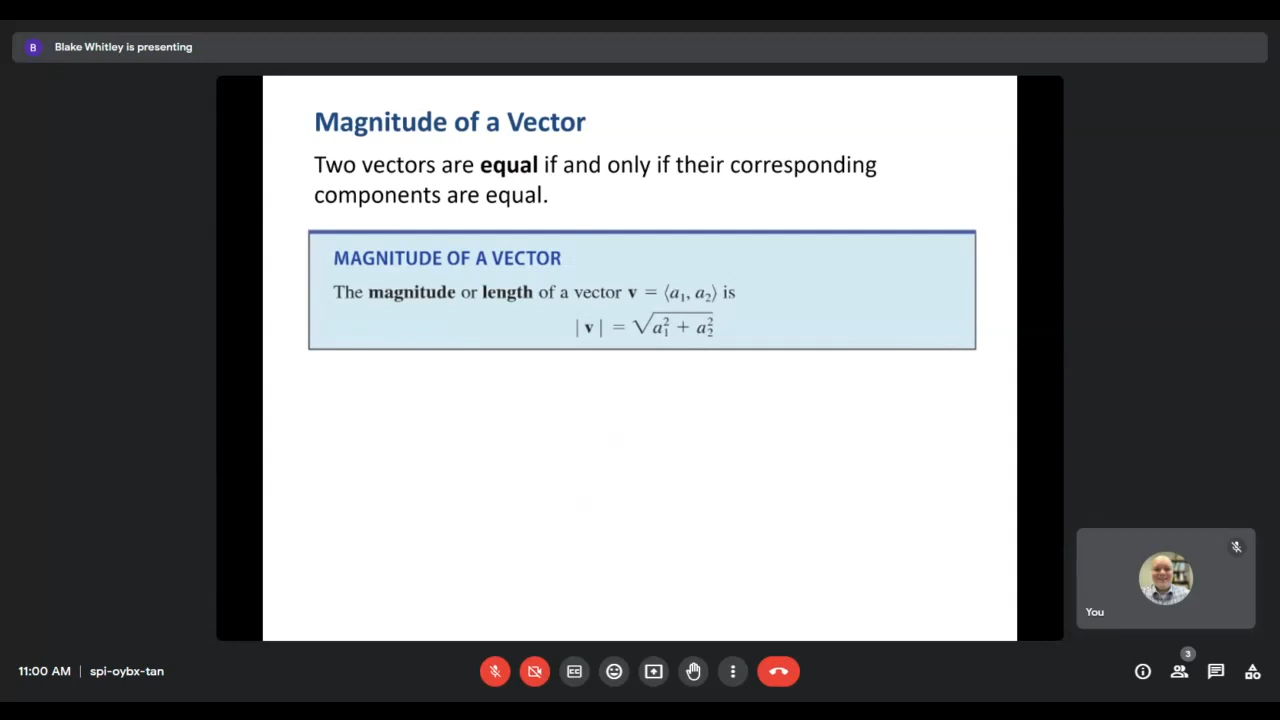 B Blake Whitley is presenting
Magnitude of a Vector
Two vectors are equal if and only if their corresponding
components are equal.
MAGNITUDE OF A VECTOR
The magnitude or length of a vector v = ⟨a₁, a₂⟩ is
|v| = √(a₁² + a₂²)
You
11:00 AM | spi-oybx-tan
CC
3